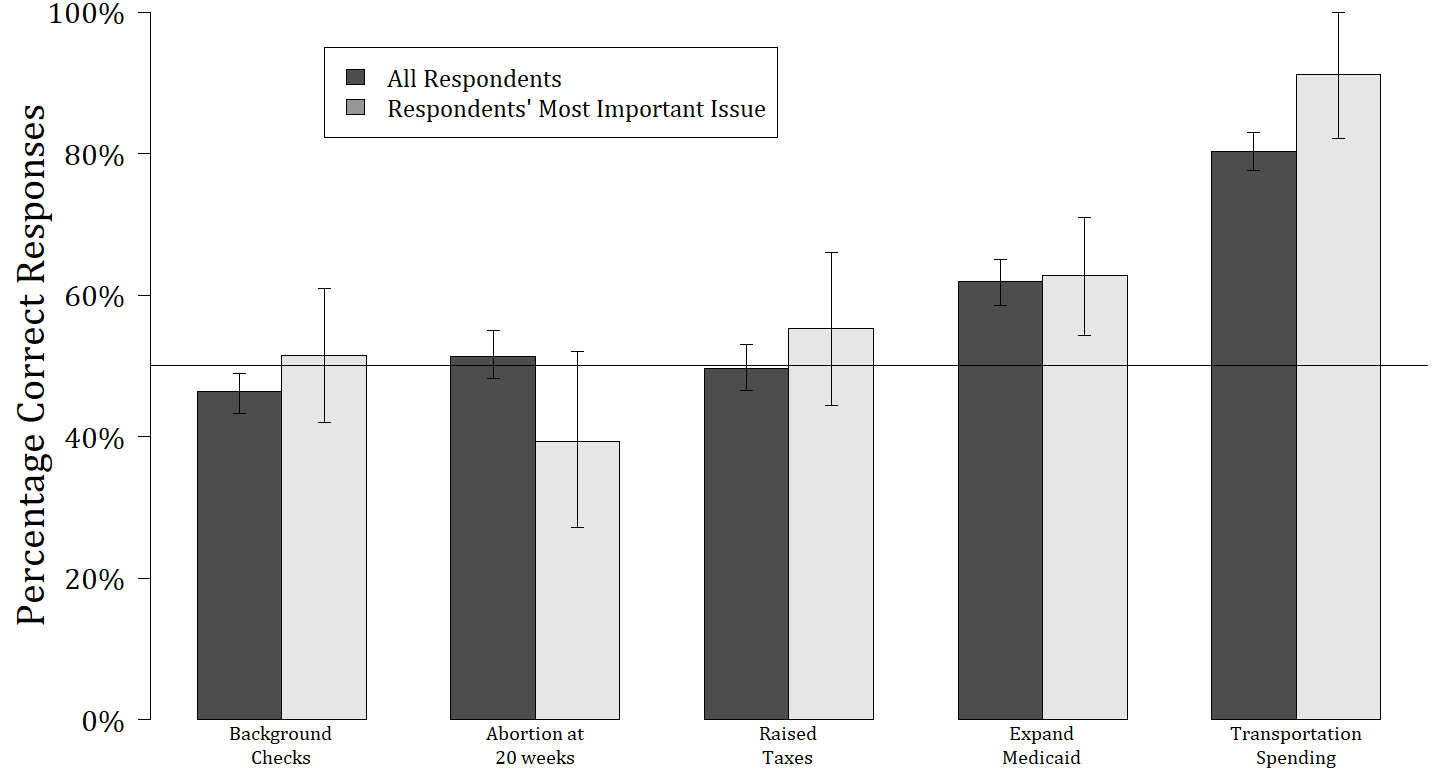 Percentage Correct Responses
100%
80%
60%
40%
20%
0%
All Respondents
Respondents' Most Important Issue
Background
Checks
Abortion at
20 weeks
Raised
Taxes
Expand
Medicaid
Transportation
Spending